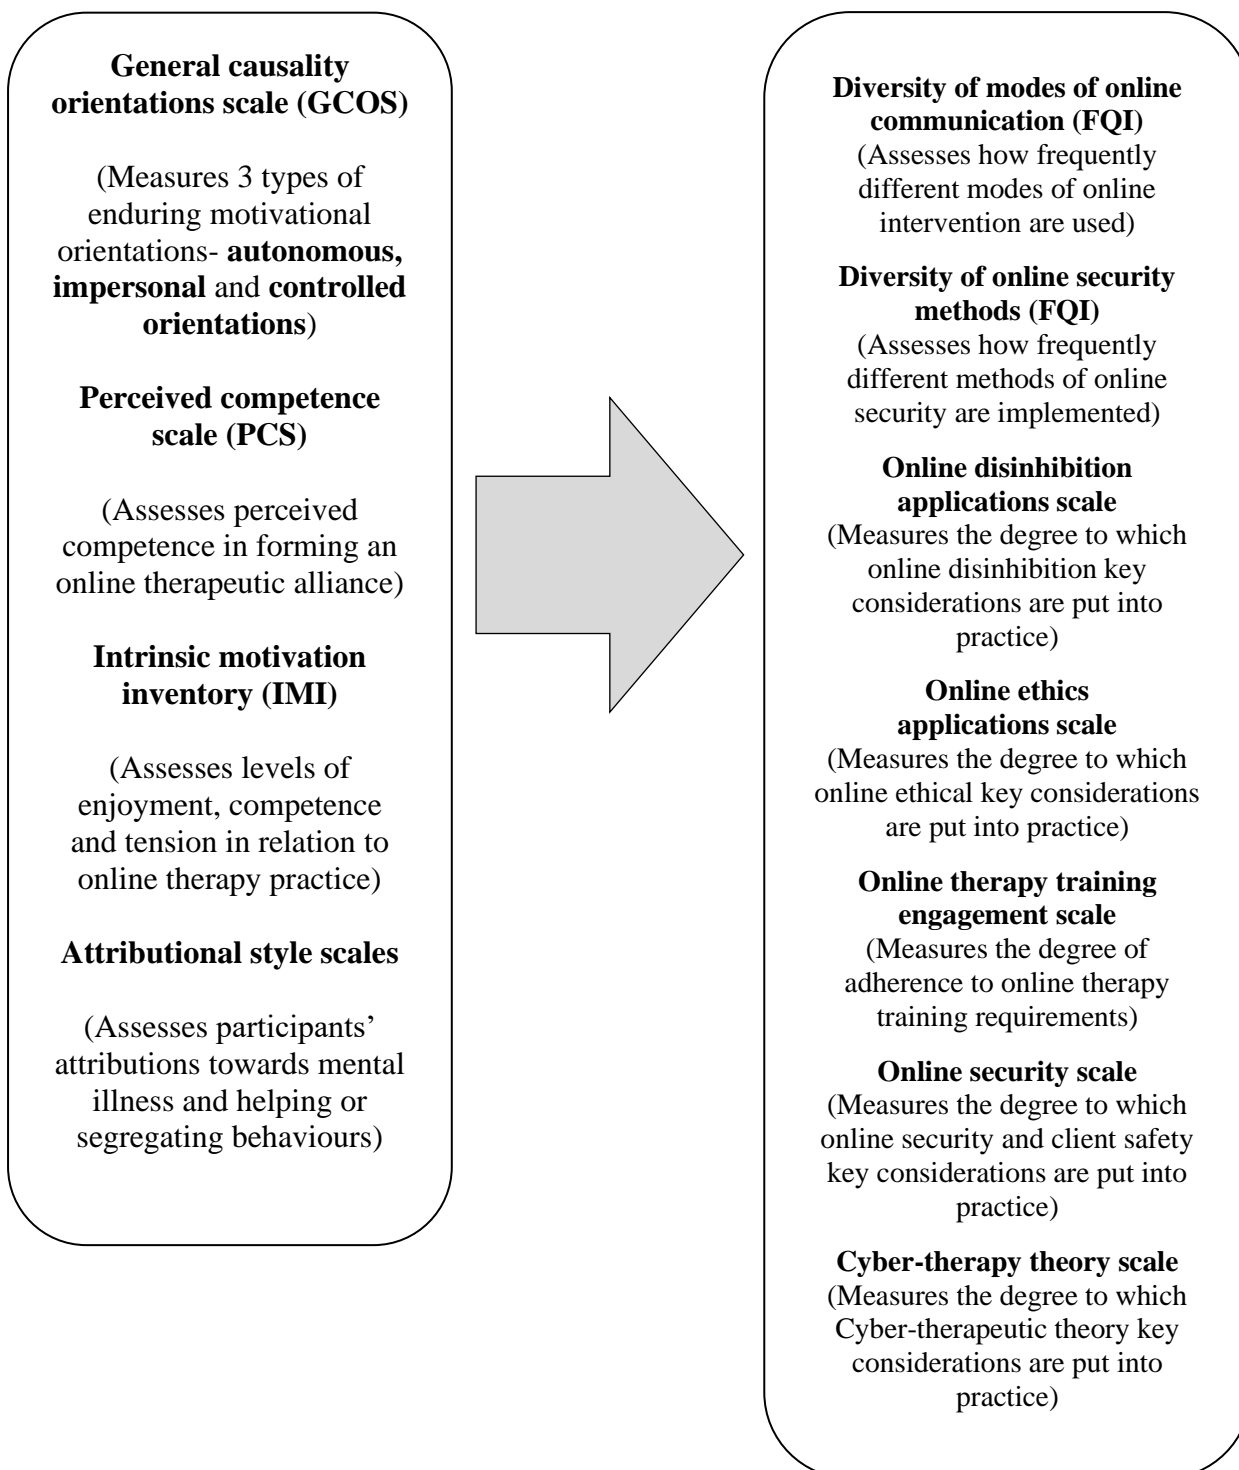 General causality
orientations scale (GCOS)
(Measures 3 types of
enduring motivational
orientations- autonomous,
impersonal and controlled
orientations)
Perceived competence
scale (PCS)
(Assesses perceived
competence in forming an
online therapeutic alliance)
Intrinsic motivation
inventory (IMI)
(Assesses levels of
enjoyment, competence
and tension in relation to
online therapy practice)
Attributional style scales
(Assesses participants’
attributions towards mental
illness and helping or
segregating behaviours)
Diversity of modes of online
communication (FQI)
(Assesses how frequently
different modes of online
intervention are used)
Diversity of online security
methods (FQI)
(Assesses how frequently
different methods of online
security are implemented)
Online disinhibition
applications scale
(Measures the degree to which
online disinhibition key
considerations are put into
practice)
Online ethics
applications scale
(Measures the degree to which
online ethical key considerations
are put into practice)
Online therapy training
engagement scale
(Measures the degree of
adherence to online therapy
training requirements)
Online security scale
(Measures the degree to which
online security and client safety
key considerations are put into
practice)
Cyber-therapy theory scale
(Measures the degree to which
Cyber-therapeutic theory key
considerations are put into
practice)